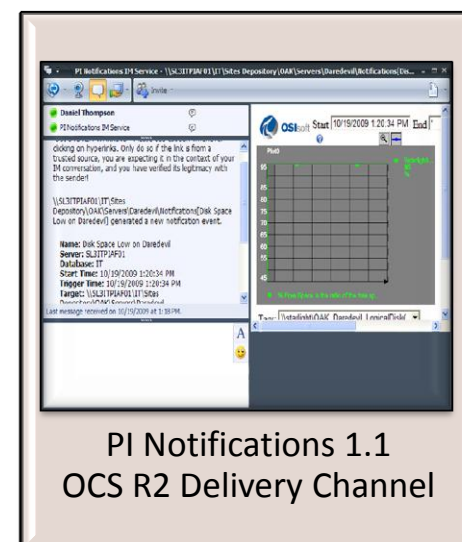 PI Notifications IM Service - \\SL3ITPIAF01\IT\Sites Depository\OAK\Servers\Daredevil\Notifications[Dis...
Invite
Daniel Thompson
PI Notifications IM Service
clicking on hyperlinks. Only do so if the link is from a
trusted source, you are expecting it in the context of your
IM conversation, and you have verified its legitimacy with
the sender!
\\SL3ITPIAF01\IT\Sites
Depository\OAK\Servers\Daredevil\Notifications[Disk Space
Low on Daredevil] generated a new notification event.
Name: Disk Space Low on Daredevil
Server: SL3ITPIAF01
Database: IT
Start Time: 10/19/2009 1:20:34 PM
Trigger Time: 10/19/2009 1:20:34 PM
Target: \\SL3ITPIAF01\IT\Sites
Depository\OAK\Servers\Daredevil
Last message received on 10/19/2009 at 1:18 PM.
A
OSIsoft Start 10/19/2009 1:20:34 PM End
Plot0
85
80
75
70
65
60
55
45
PI Notifications 1.1
OCS R2 Delivery Channel